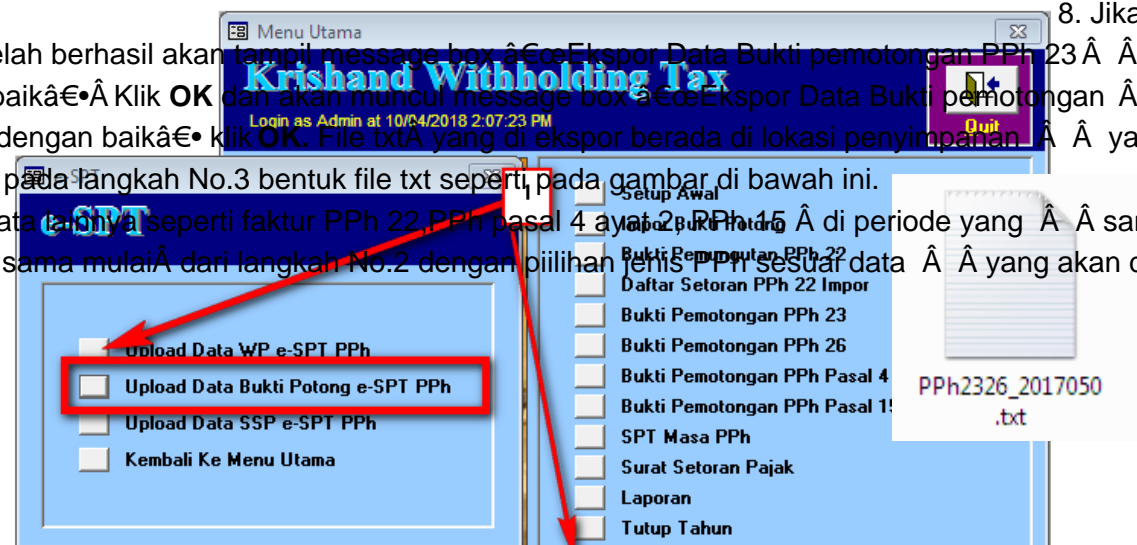 8. Jika
elah berhasil akan tampil message box â€œEkspor Data Bukti pemotongan PPh 23 Â Â
baikâ€• Â Klik OK dan akan muncul message box â€œEkspor Data Bukti pemotongan Â
dengan baikâ€• klik OK. File txtÂ yang di ekspor berada di lokasi penyimpanan Â Â ya
pada langkah No.3 bentuk file txt seperti pada gambar di bawah ini.
ata lainnya seperti faktur PPh 22,PPh pasal 4 ayat 2, PPh 15 Â di periode yang Â Â sam
sama mulaiÂ dari langkah No.2 dengan piilihan jenis PPh sesuai data Â Â yang akan d
Menu Utama
Krishand Withholding Tax
Login as Admin at 10/04/2018 2:07:23 PM
Quit
e-SPT
e-SPT
1
Upload Data WP e-SPT PPh
Upload Data Bukti Potong e-SPT PPh
Upload Data SSP e-SPT PPh
Kembali Ke Menu Utama
Setup Awal
Impor Bukti Potong
Bukti Pemungutan PPh 22
Daftar Setoran PPh 22 Impor
Bukti Pemotongan PPh 23
Bukti Pemotongan PPh 26
Bukti Pemotongan PPh Pasal 4
Bukti Pemotongan PPh Pasal 15
SPT Masa PPh
Surat Setoran Pajak
Laporan
Tutup Tahun
PPh2326_2017050
.txt